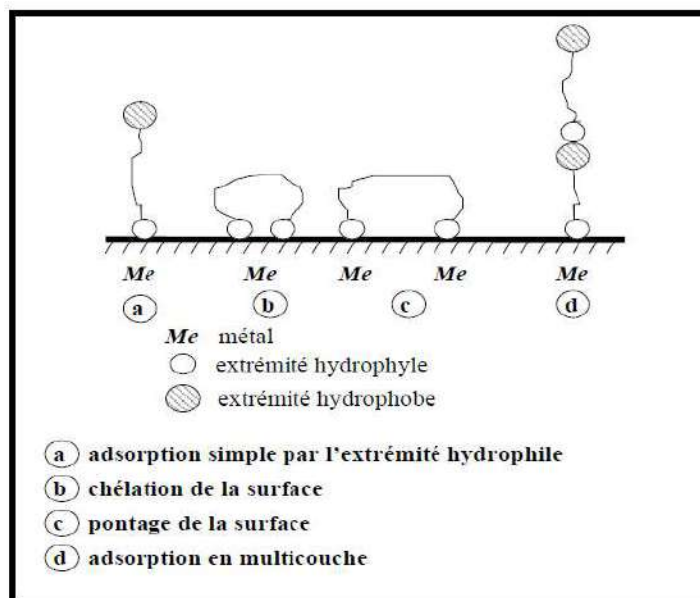 Me Me Me Me Me
a b c d
Me métal
extrémité hydrophyle
extrémité hydrophobe
a adsorption simple par l'extrémité hydrophile
b chélation de la surface
c pontage de la surface
d adsorption en multicouche